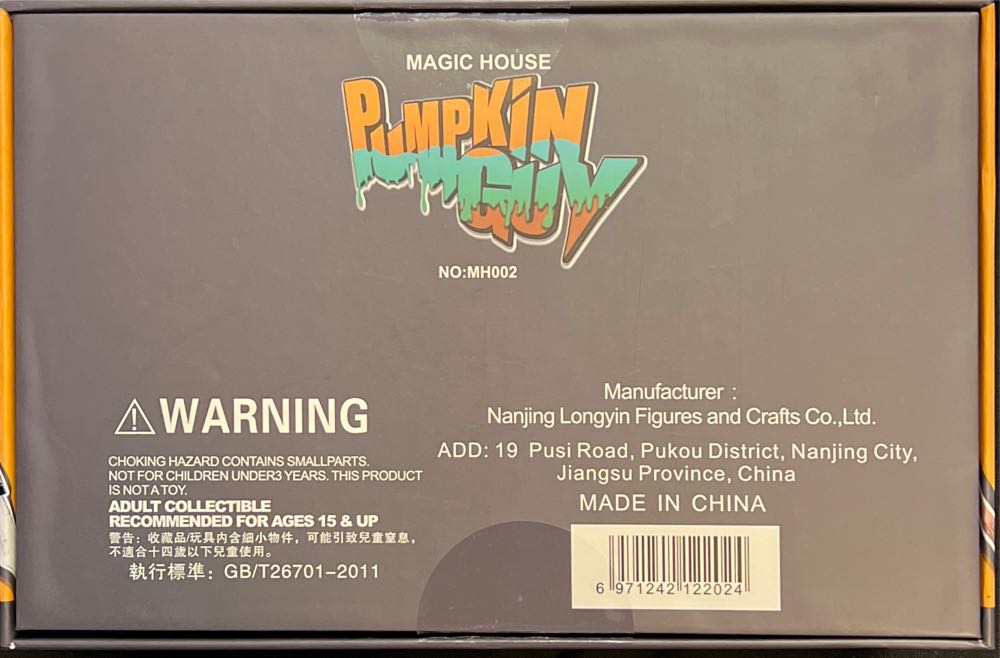 MAGIC HOUSE
PUMPKIN
GUY
NO:MH002
⚠WARNING
CHOKING HAZARD CONTAINS SMALLPARTS.
NOT FOR CHILDREN UNDER3 YEARS. THIS PRODUCT
IS NOT A TOY.
ADULT COLLECTIBLE
RECOMMENDED FOR AGES 15 & UP
警告：收藏品/玩具內含細小物件，可能引致兒童窒息，
不適合十四歲以下兒童使用。
執行標準：GB/T26701–2011
Manufacturer :
Nanjing Longyin Figures and Crafts Co.,Ltd.
ADD: 19 Pusi Road, Pukou District, Nanjing City,
Jiangsu Province, China
MADE IN CHINA
6 971242 122024